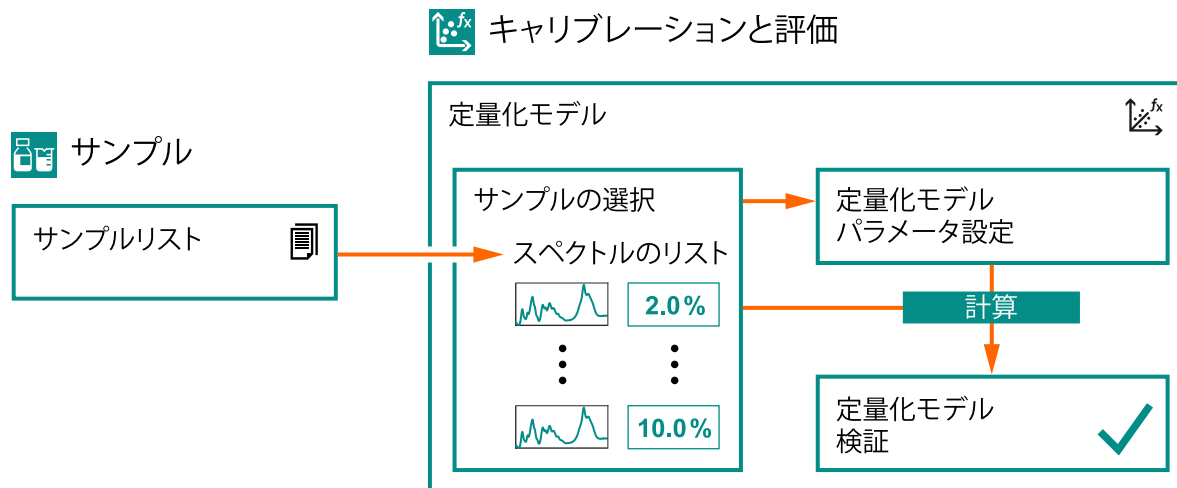 fx キャリブレーションと評価
定量化モデル
fx
サンプル
サンプルリスト
サンプルの選択
スペクトルのリスト
2.0%
10.0%
定量化モデル
パラメータ設定
計算
定量化モデル
検証